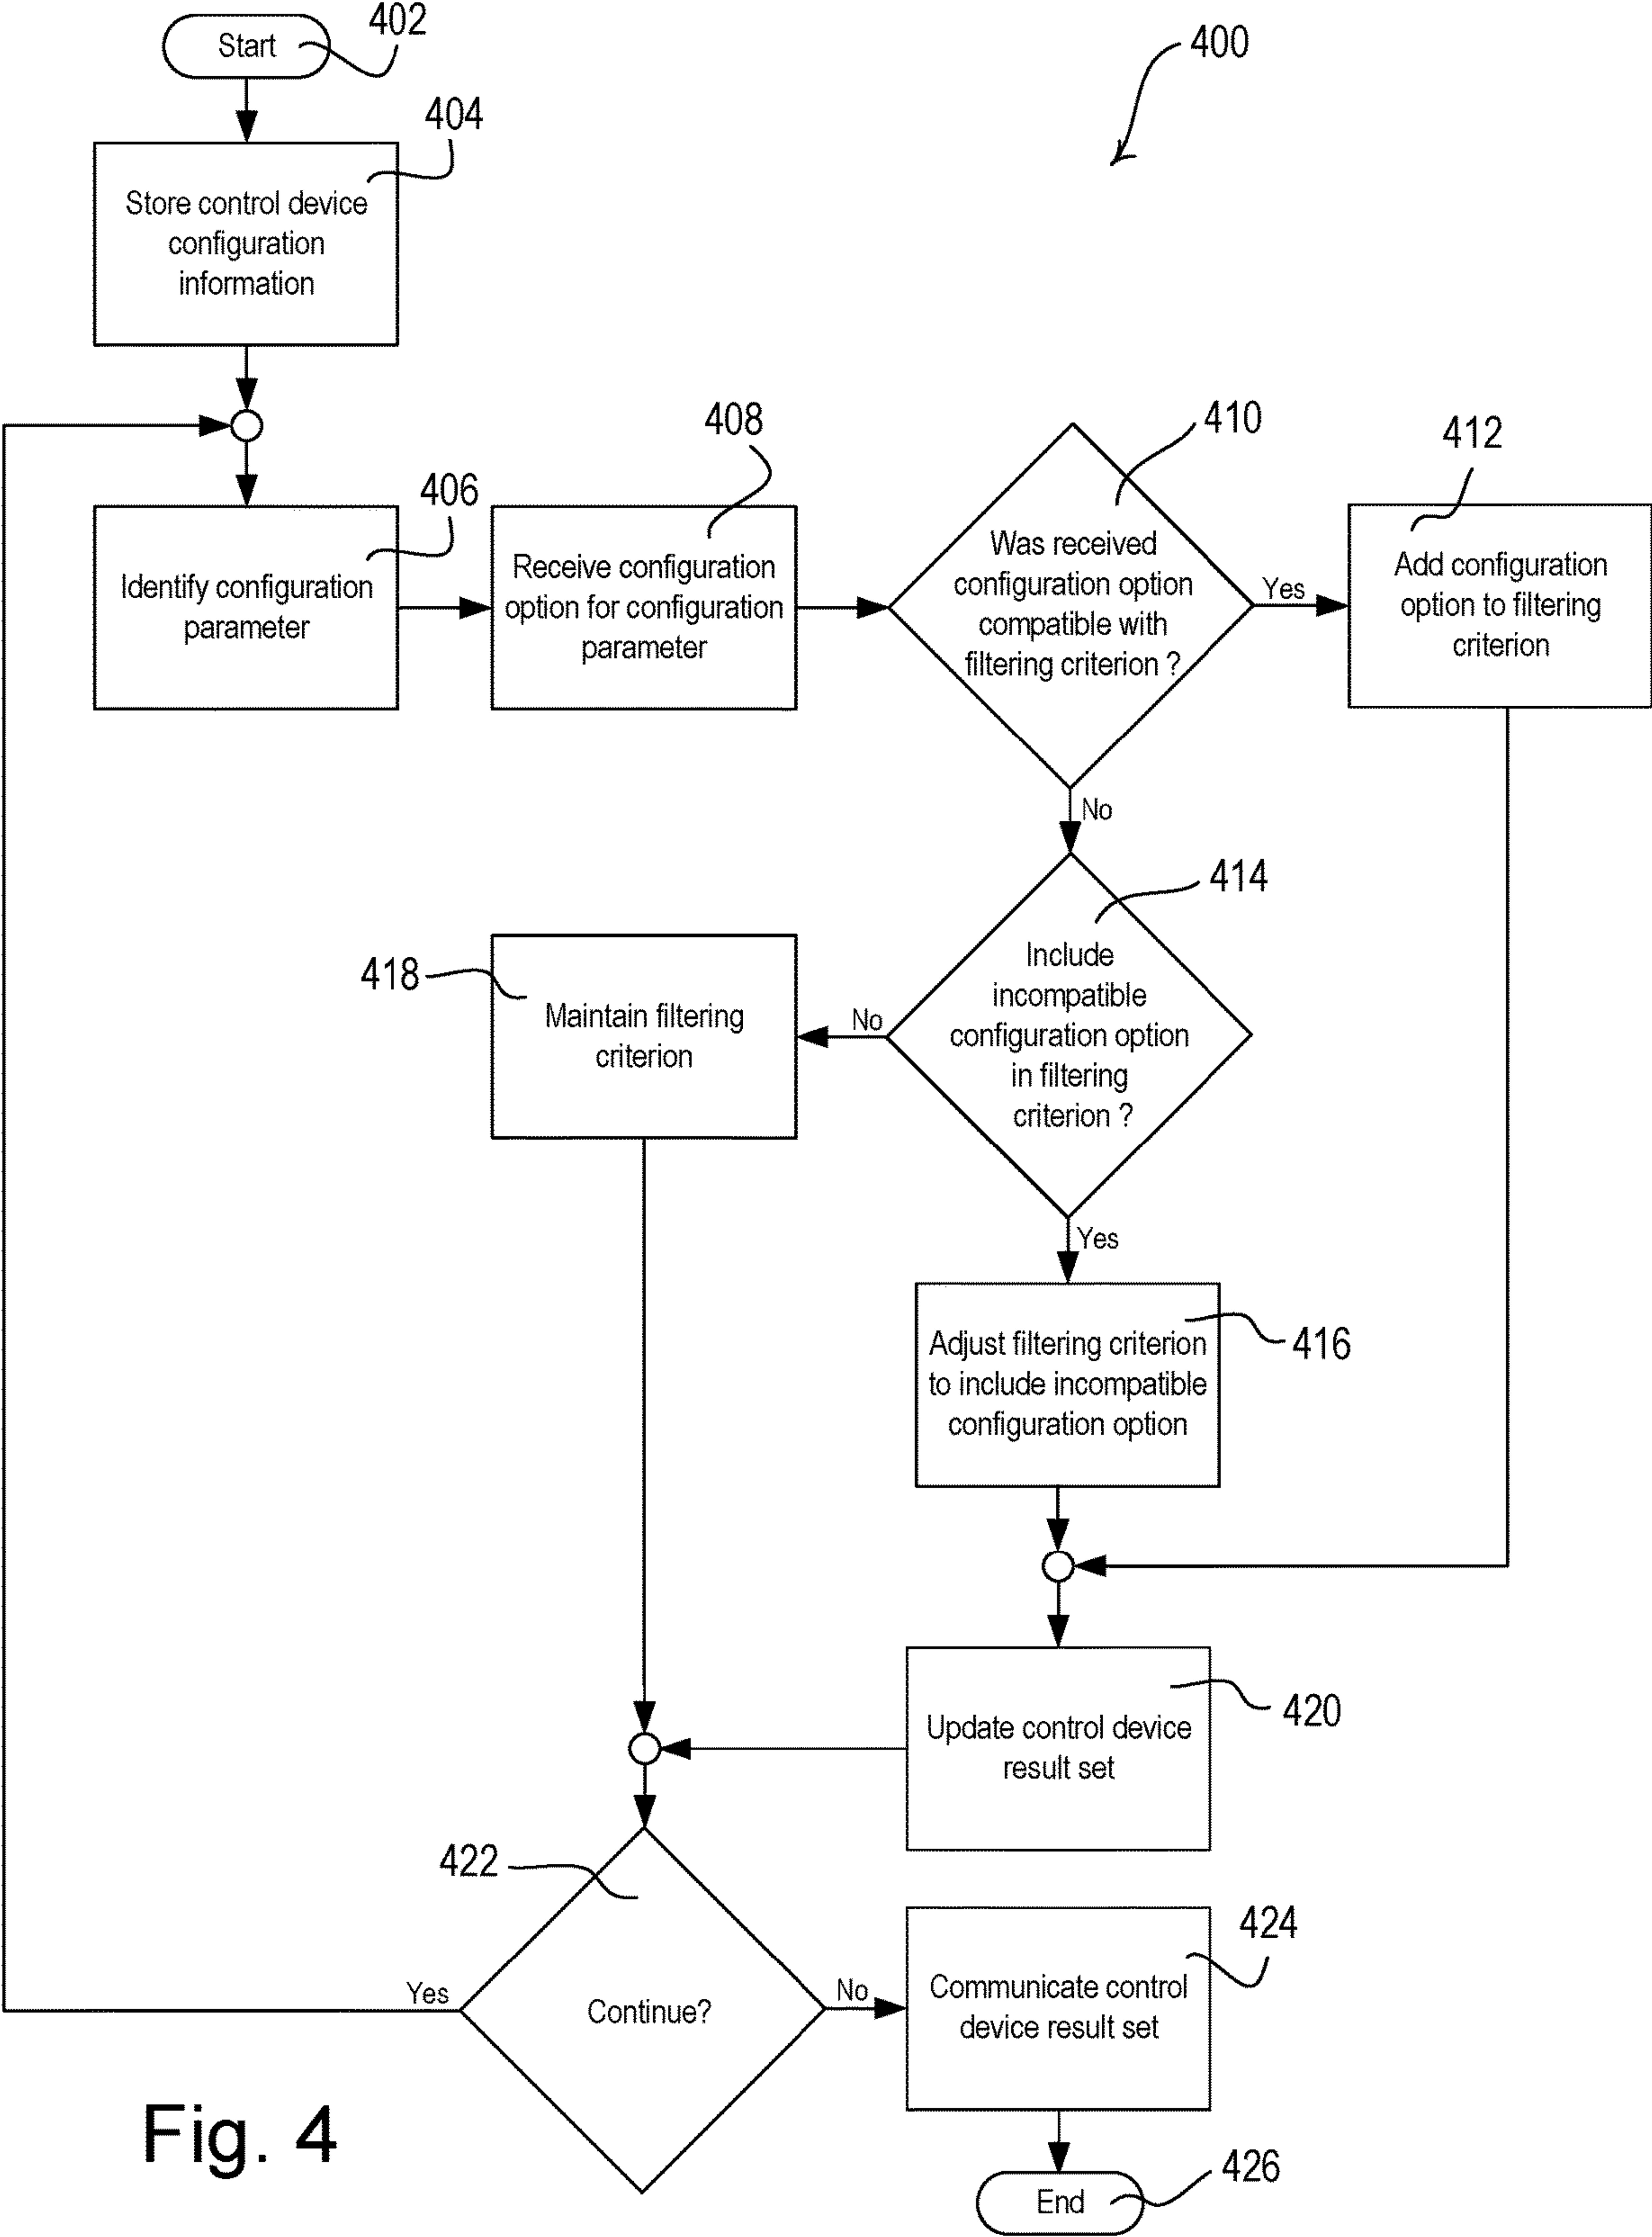 402
Start
400
404
Store control device
configuration
information
408
410
412
406
Identify configuration
parameter
Receive configuration
option for configuration
parameter
Was received
configuration option
compatible with
filtering criterion ?
Yes
Add configuration
option to filtering
criterion
No
414
418
Maintain filtering
criterion
No
Include
incompatible
configuration option
in filtering
criterion ?
Yes
Adjust filtering criterion
to include incompatible
configuration option
416
420
Update control device
result set
422
Continue?
Yes
No
424
Communicate control
device result set
Fig. 4
426
End